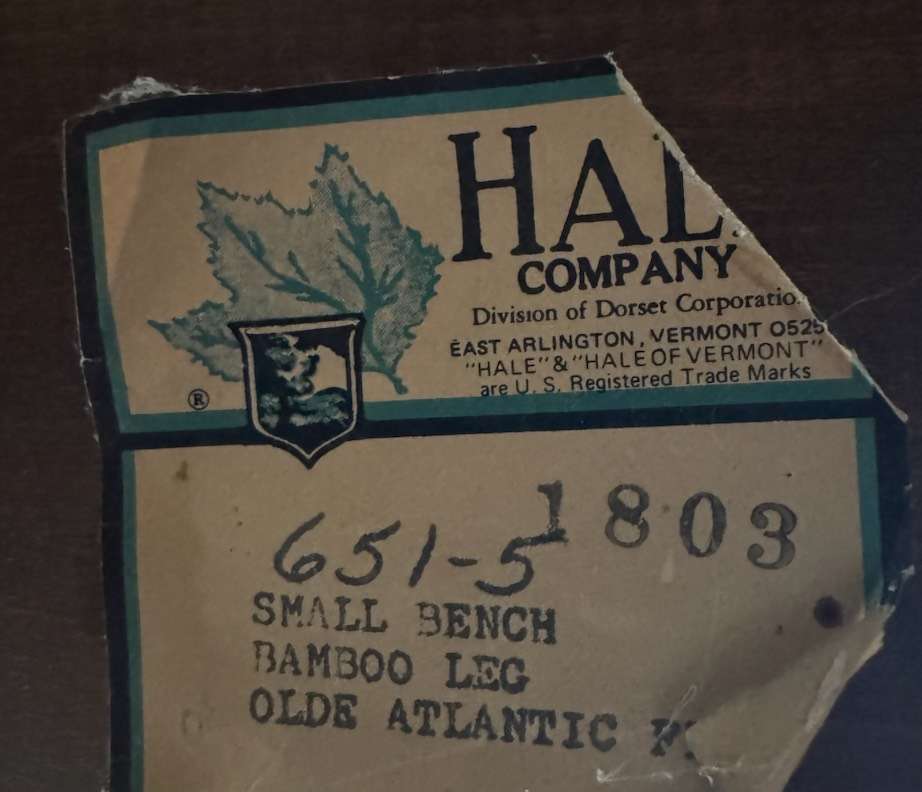 HAL
COMPANY
Division of Dorset Corporatio
EAST ARLINGTON, VERMONT 0525
"HALE" & "HALE OF VERMONT"
are U. S. Registered Trade Marks
®
1803
651-5
SMALL BENCH
BAMBOO LEG
OLDE ATLANTIC